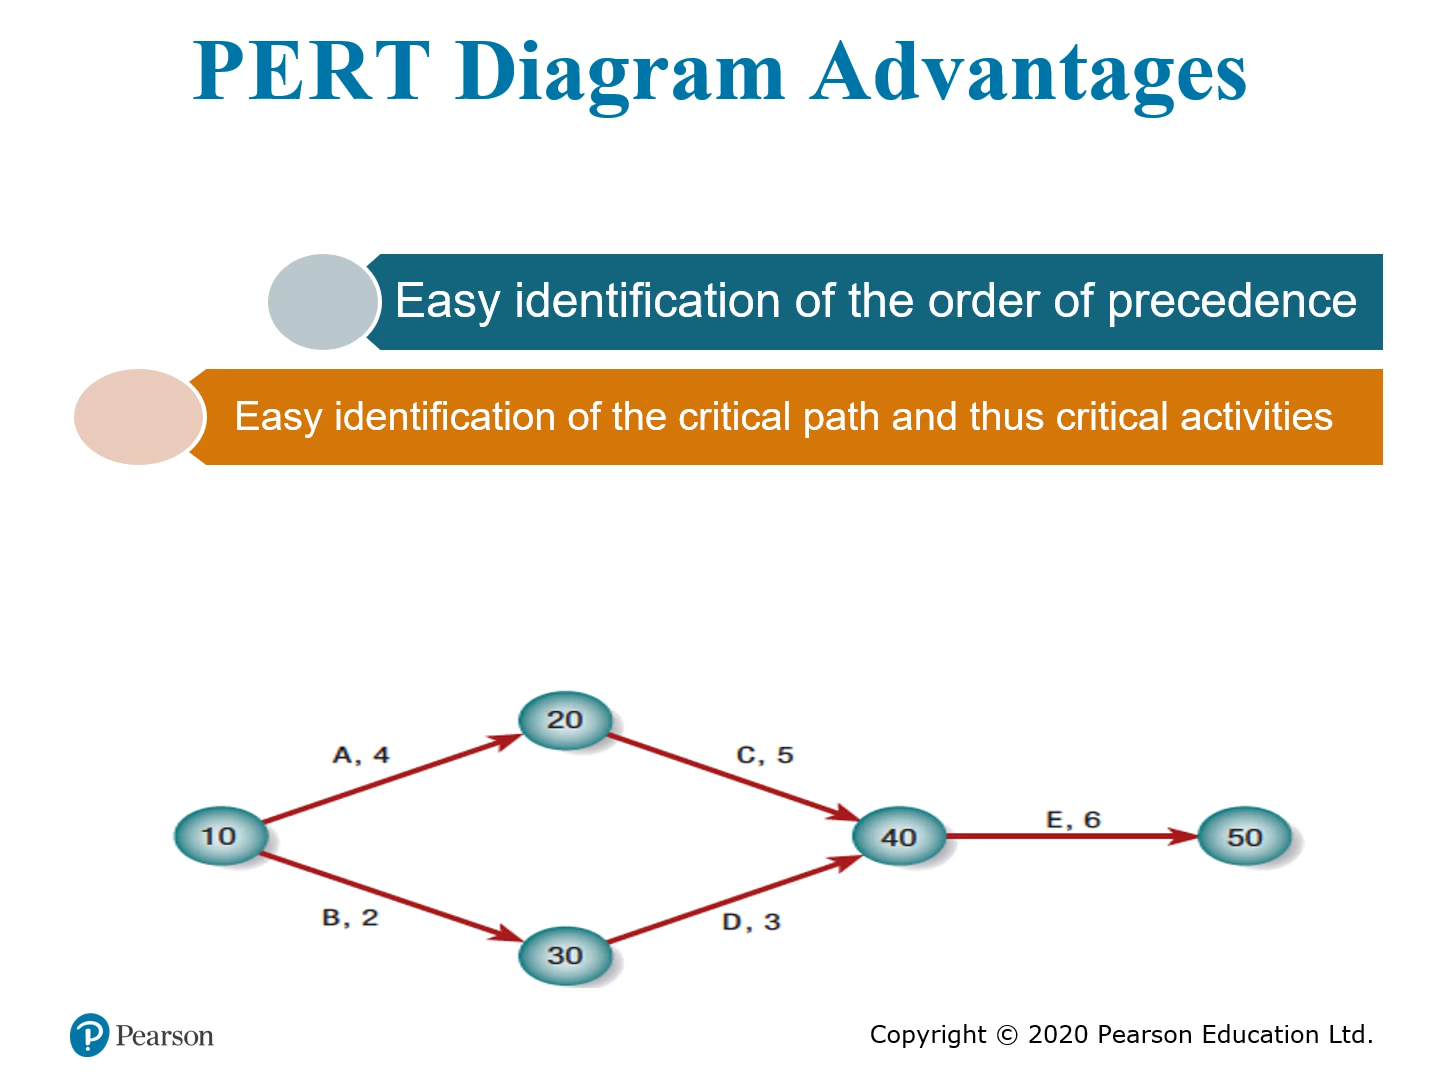 PERT Diagram Advantages
Easy identification of the order of precedence
Easy identification of the critical path and thus critical activities
20
A, 4
C, 5
10
40
E, 6
50
B, 2
D, 3
30
Pearson
Copyright © 2020 Pearson Education Ltd.